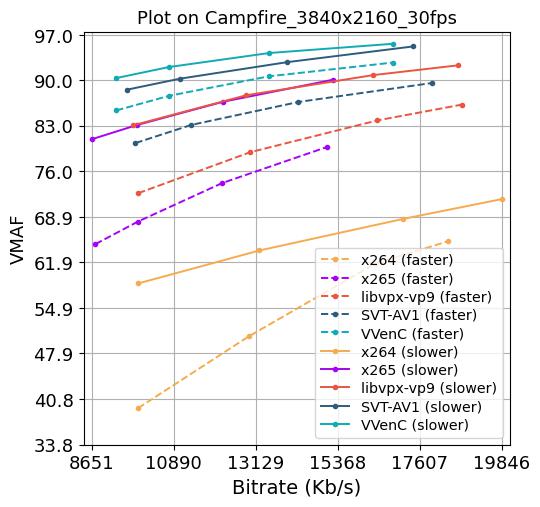 Plot on Campfire_3840x2160_30fps
97.0
90.0
83.0
76.0
68.9
61.9
54.9
47.9
40.8
33.8
VMAF
x264 (faster)
x265 (faster)
libvpx-vp9 (faster)
SVT-AV1 (faster)
VVenC (faster)
x264 (slower)
x265 (slower)
libvpx-vp9 (slower)
SVT-AV1 (slower)
VVenC (slower)
8651 10890 13129 15368 17607 19846
Bitrate (Kb/s)